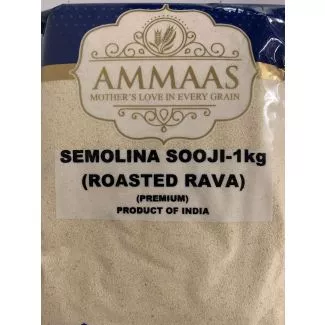 AMMAAS
MOTHER'S LOVE IN EVERY GRAIN
SEMOLINA SOOJI-1kg
(ROASTED RAVA)
(PREMIUM)
PRODUCT OF INDIA